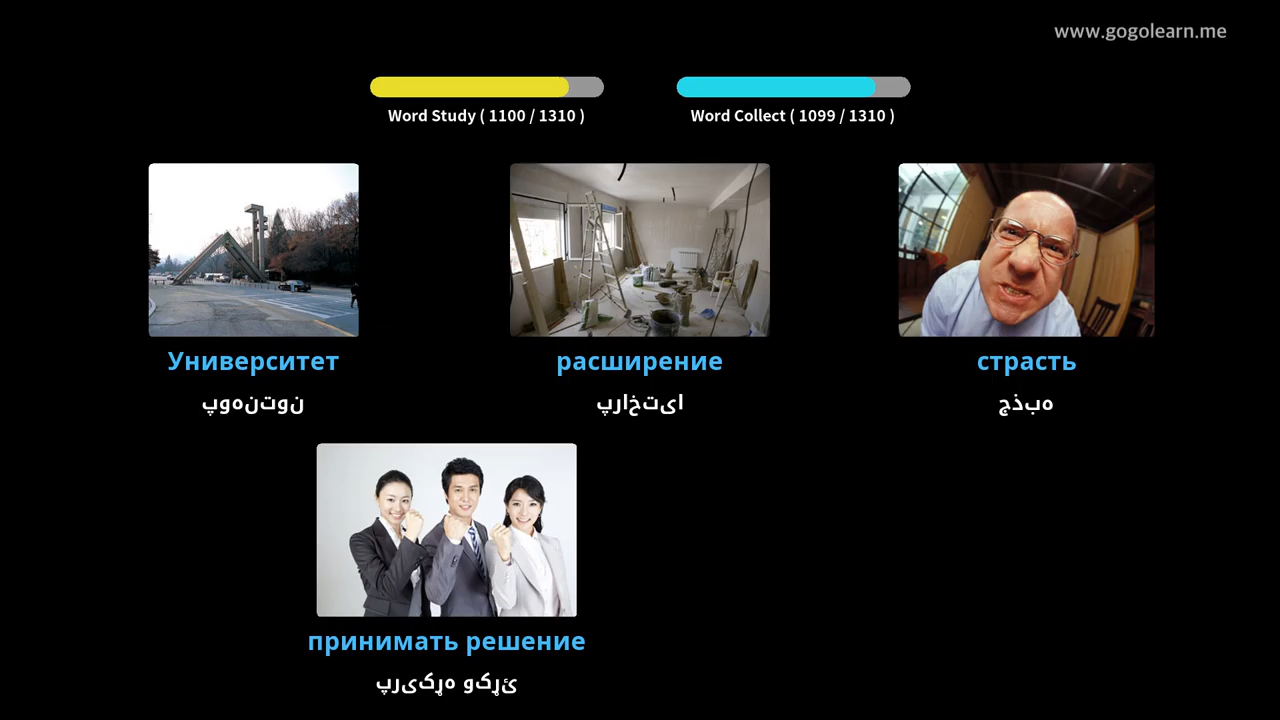 www.gogolearn.me
Word Study ( 1100 / 1310 )
Word Collect ( 1099 / 1310 )
Университет
расширение
страсть
پوهنتون
پراختیا
جذبه
принимать решение
پریکړه وکړئ